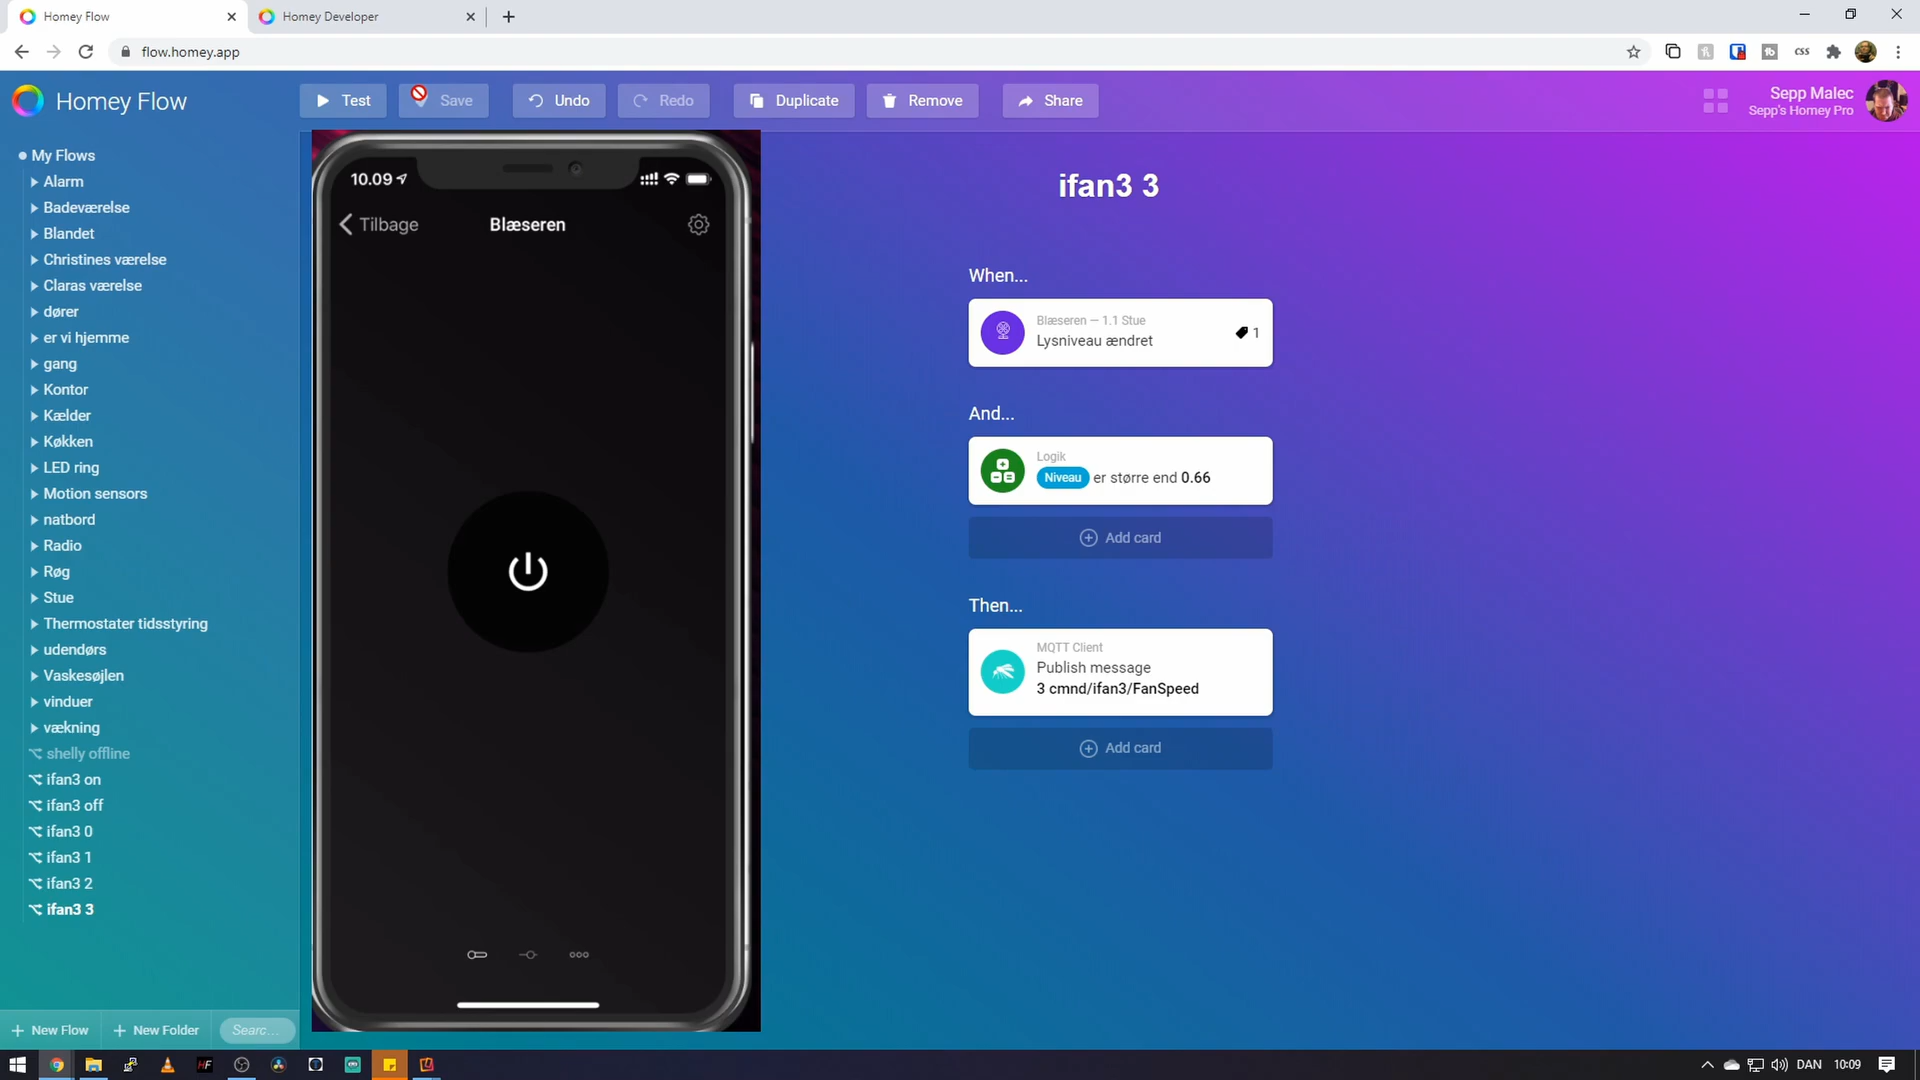 Homey Flow
Homey Developer
flow.homey.app
CSS
Homey Flow
Test
Save
Undo
Redo
Duplicate
Remove
Share
Sepp Malec
Sepp's Homey Pro
My Flows
Alarm
Badeværelse
Blandet
Christines værelse
Claras værelse
dører
er vi hjemme
gang
Kontor
Kælder
Køkken
LED ring
Motion sensors
natbord
Radio
Røg
Stue
Thermostater tidsstyring
udendørs
Vaskesøjlen
vinduer
vækning
shelly offline
ifan3 on
ifan3 off
ifan3 0
ifan3 1
ifan3 2
ifan3 3
New Flow
New Folder
Searc...
10.09
Tilbage
Blæseren
ifan3 3
When...
Blæseren — 1.1 Stue
Lysniveau ændret
1
And...
Logik
Niveau er større end 0.66
Add card
Then...
MQTT Client
Publish message
3 cmnd/ifan3/FanSpeed
Add card
HF
DAN
10:09